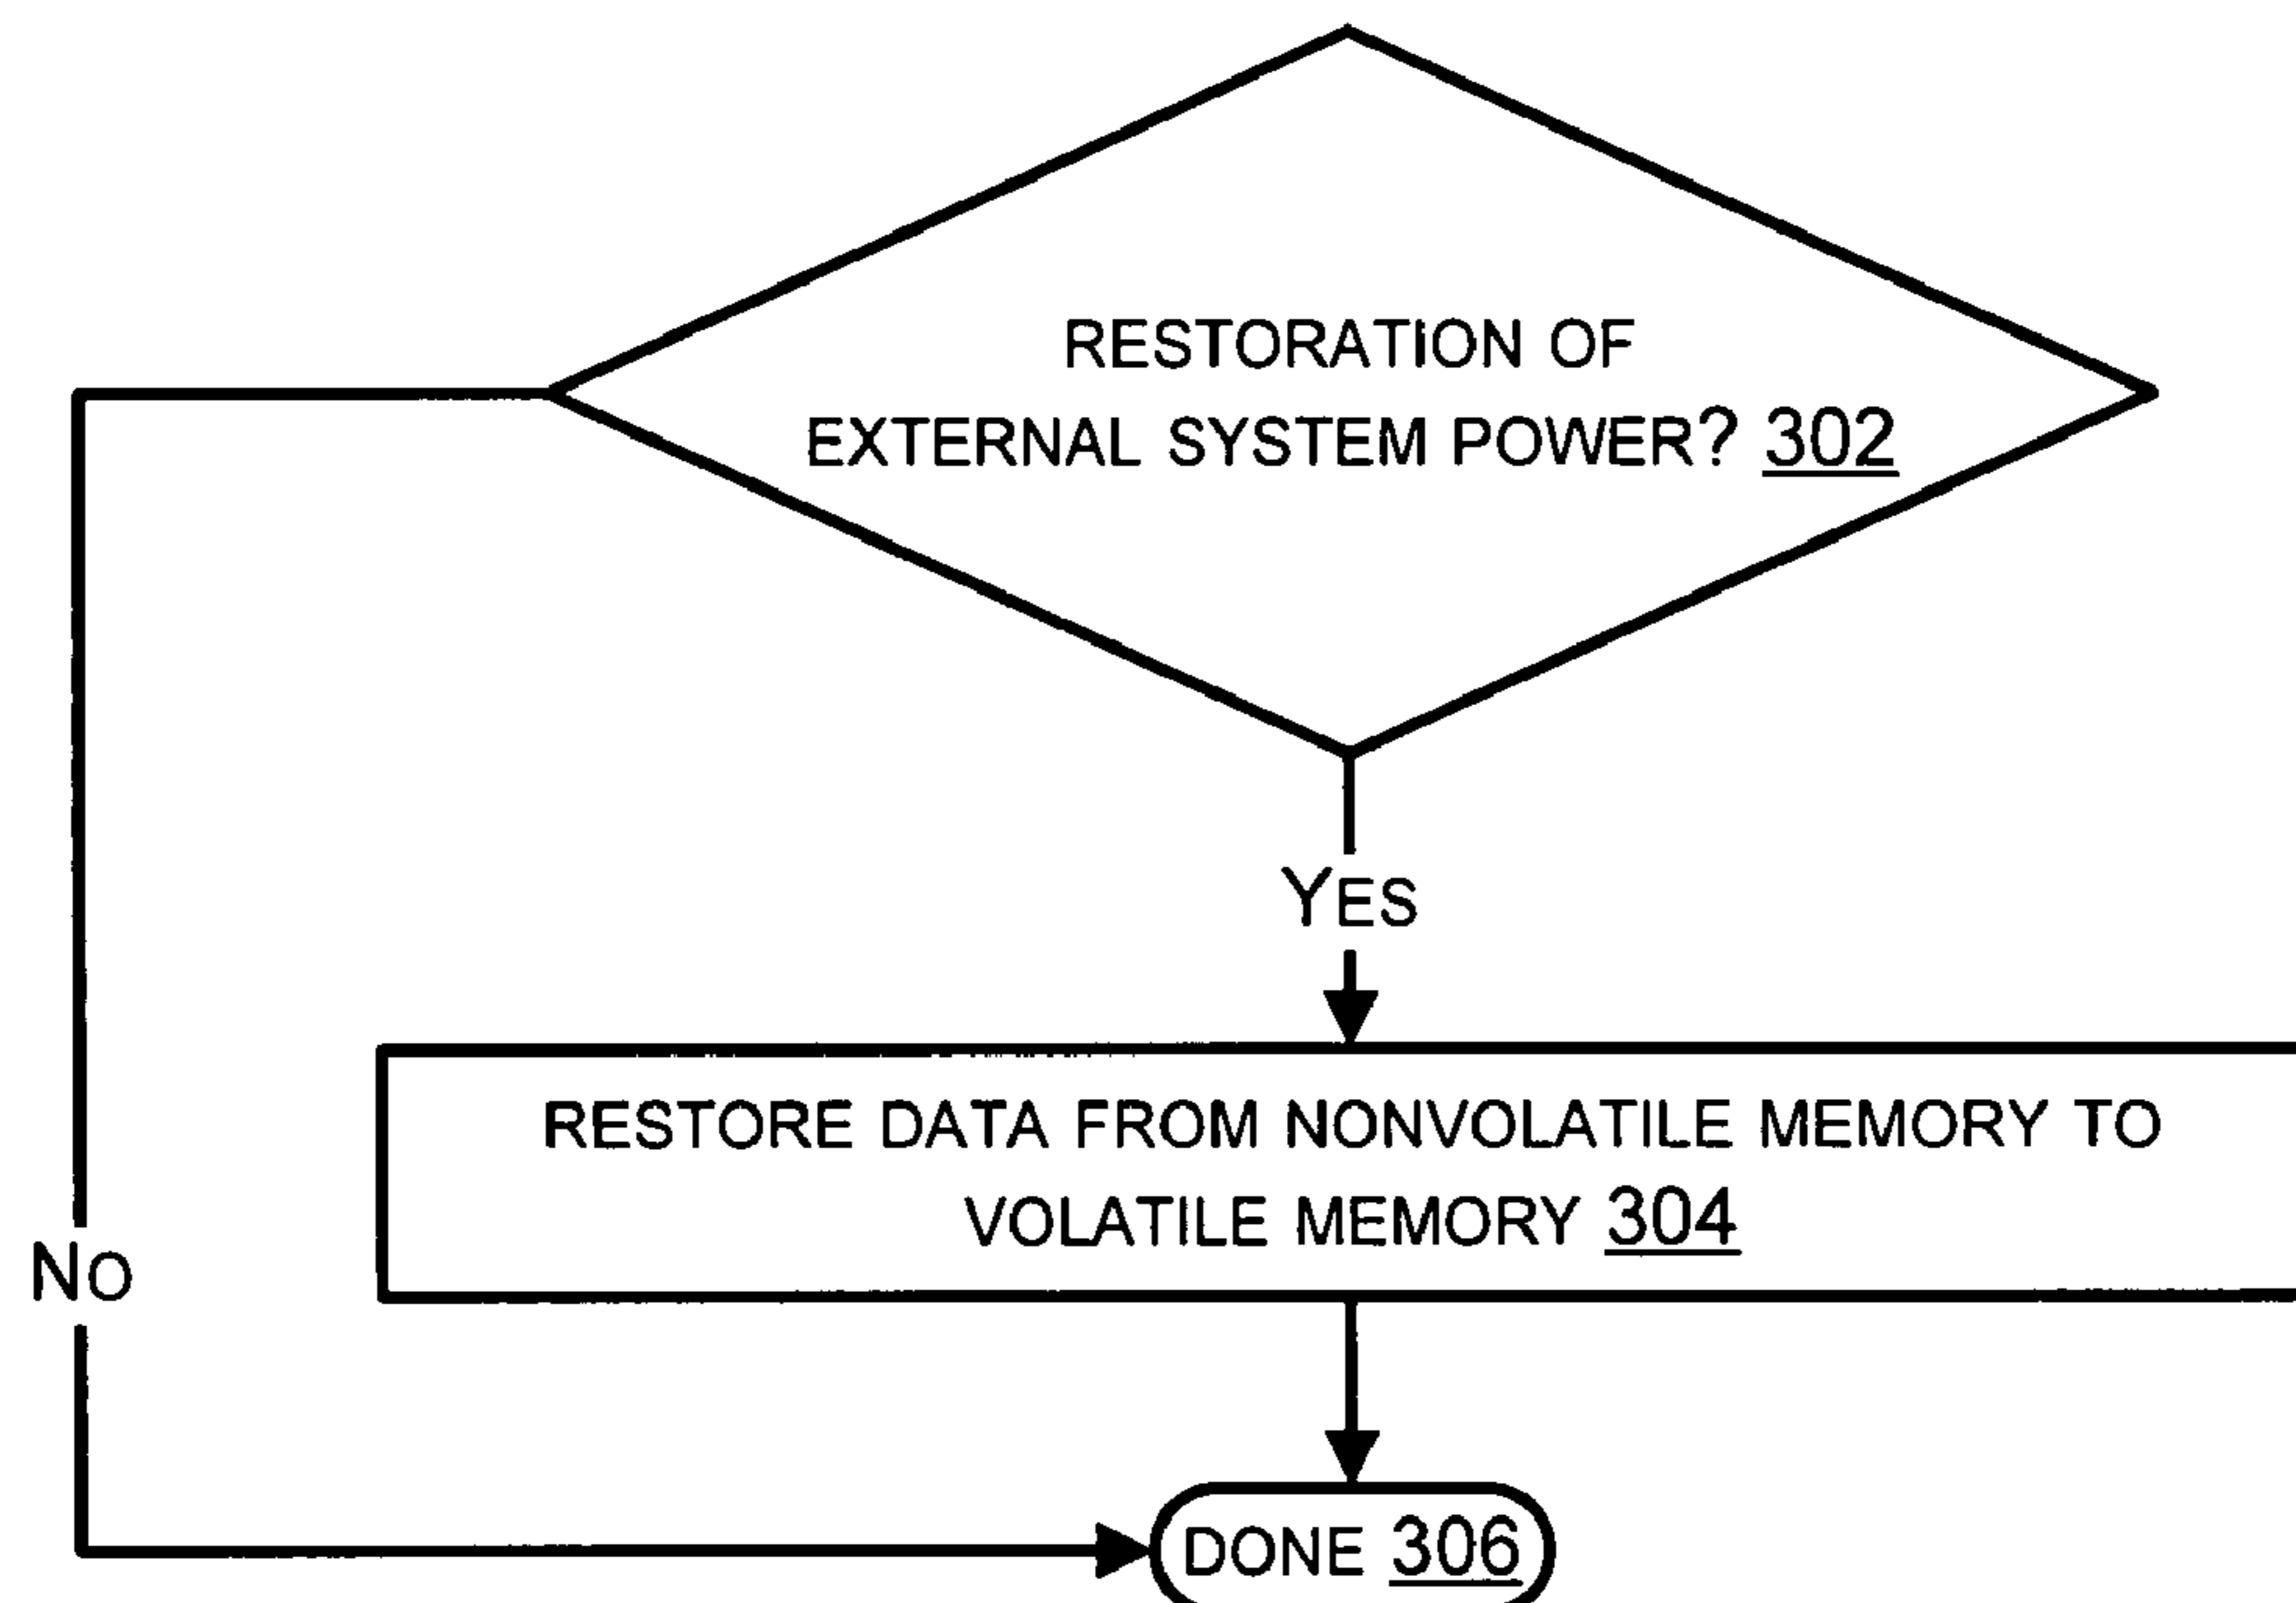 RESTORATION OF
EXTERNAL SYSTEM POWER? 302
YES
RESTORE DATA FROM NONVOLATILE MEMORY TO
VOLATILE MEMORY 304
NO
DONE 306